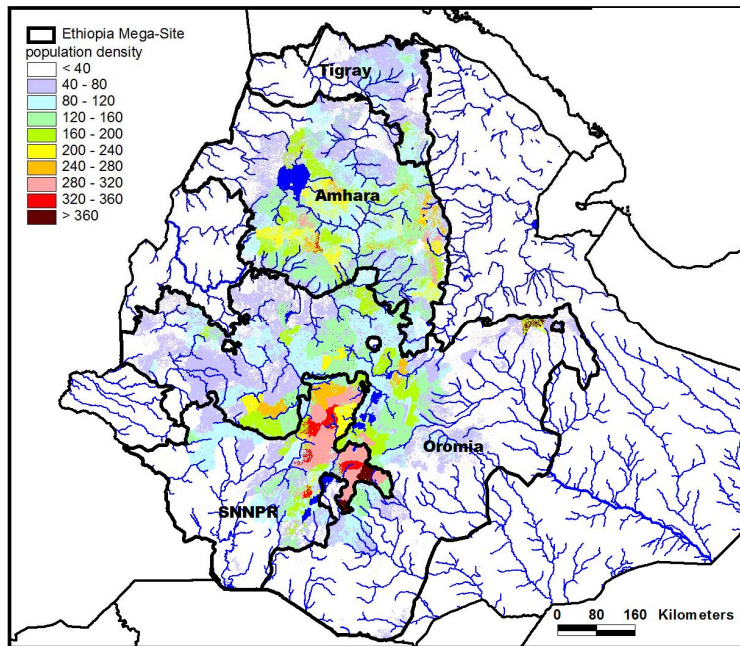 Ethiopia Mega-Site
population density
< 40
40 - 80
80 - 120
120 - 160
160 - 200
200 - 240
240 - 280
280 - 320
320 - 360
> 360
Tigray
Amhara
Oromia
SNNPR
0 80 160 Kilometers